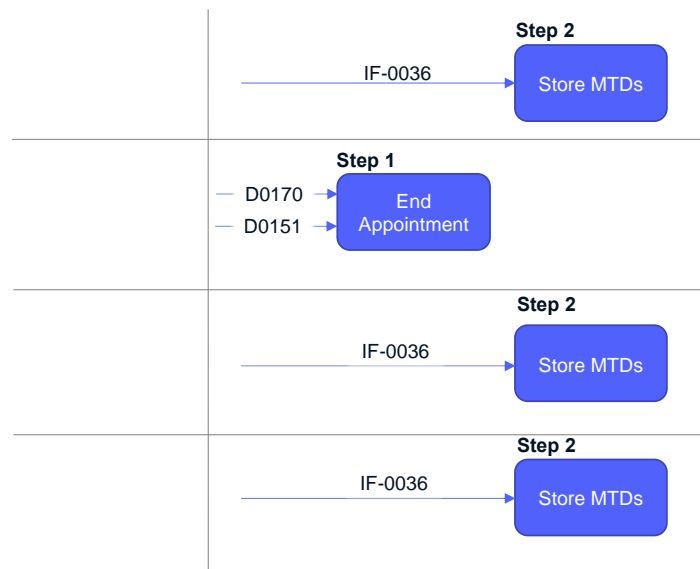 Step 2
IF-0036
Store MTDs
Step 1
D0170
D0151
End
Appointment
Step 2
IF-0036
Store MTDs
Step 2
IF-0036
Store MTDs